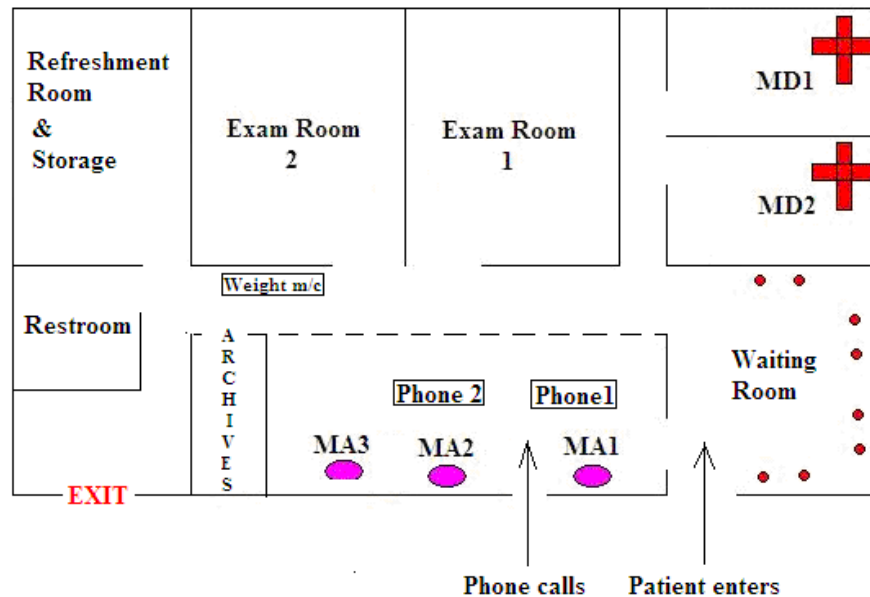 Refreshment
Room
&
Storage
Exam Room
2
Exam Room
1
MD1
MD2
Weight m/c
Restroom
ARCHIVES
Waiting
Room
Phone 2
Phone1
MA3
MA2
MA1
EXIT
Phone calls
Patient enters